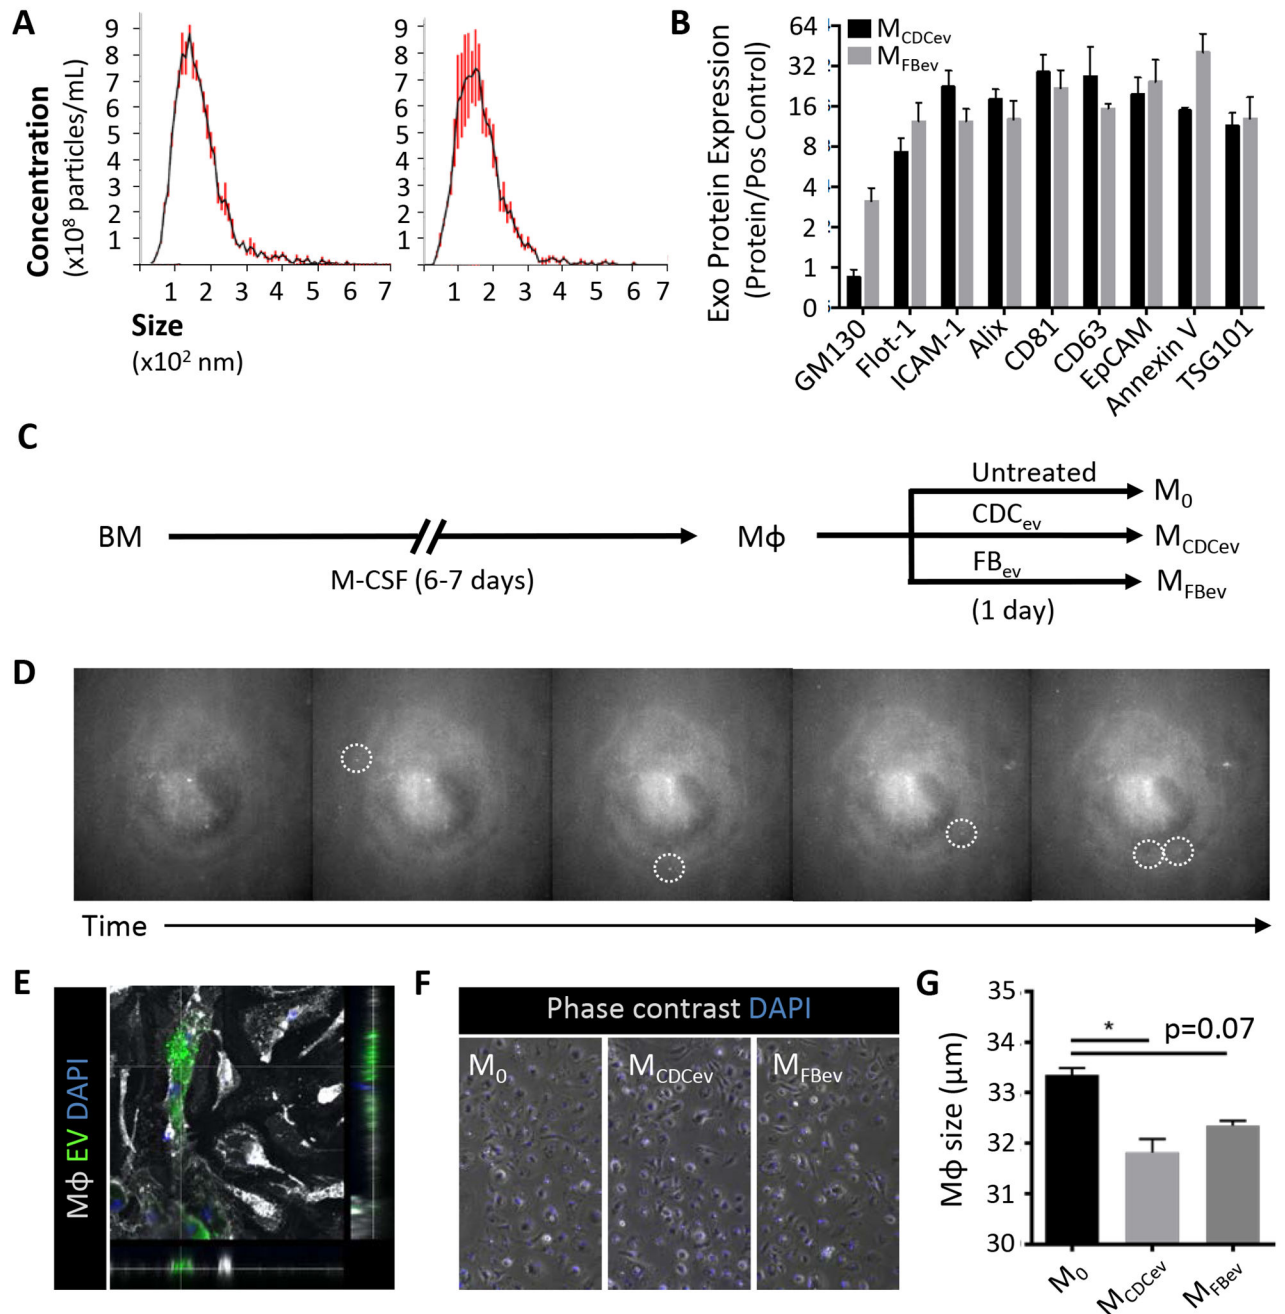 A
Concentration
(x10⁸ particles/mL)
9
8
7
6
5
4
3
2
1
1 2 3 4 5 6 7
9
8
7
6
5
4
3
2
1
1 2 3 4 5 6 7
Size
(x10² nm)
B
Exo Protein Expression
(Protein/Pos Control)
64
32
16
8
4
2
1
0
M_CDCev
M_FBev
GM130
Flot-1
ICAM-1
Alix
CD81
CD63
EpCAM
Annexin V
TSG101
C
BM
M-CSF (6-7 days)
Mϕ
Untreated
CDC_ev
FB_ev
(1 day)
M_0
M_CDCev
M_FBev
D
Time
E
Mϕ EV DAPI
F
Phase contrast DAPI
M_0
M_CDCev
M_FBev
G
Mϕ size (µm)
35
34
33
32
31
30
*
p=0.07
M_0
M_CDCev
M_FBev